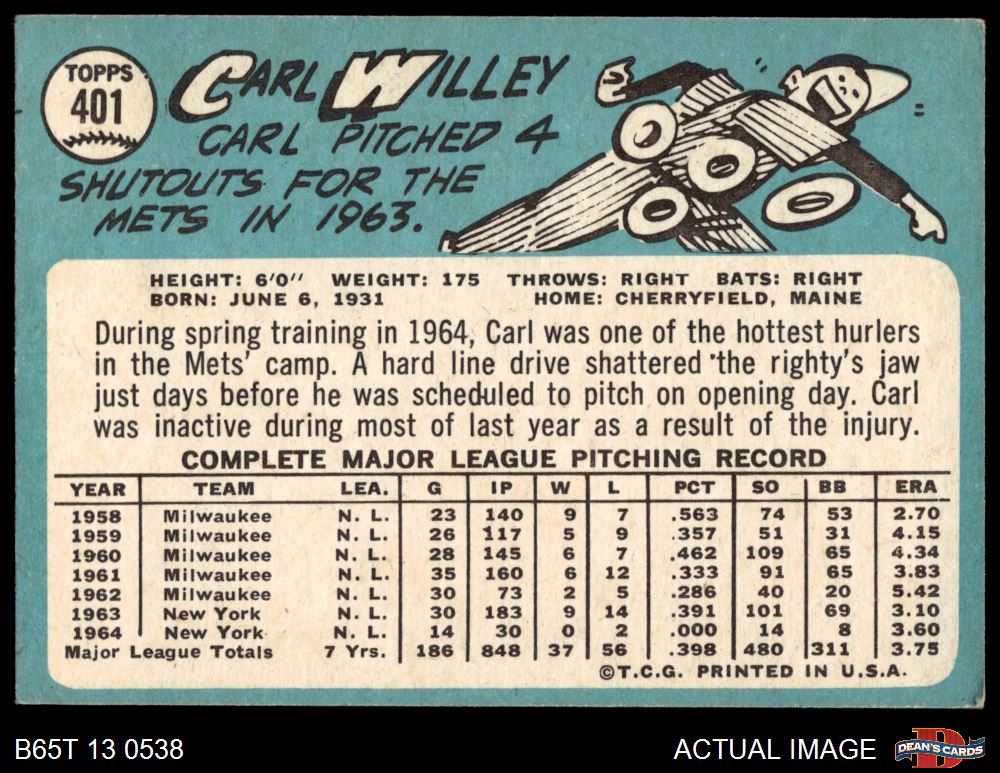 TOPPS
401
CARL WILLEY
CARL PITCHED 4
SHUTOUTS FOR THE
METS IN 1963.
HEIGHT: 6'0" WEIGHT: 175 THROWS: RIGHT BATS: RIGHT
BORN: JUNE 6, 1931 HOME: CHERRYFIELD, MAINE
During spring training in 1964, Carl was one of the hottest hurlers
in the Mets' camp. A hard line drive shattered the righty's jaw
just days before he was scheduled to pitch on opening day. Carl
was inactive during most of last year as a result of the injury.
COMPLETE MAJOR LEAGUE PITCHING RECORD
YEAR TEAM LEA. G IP W L PCT SO BB ERA
1958 Milwaukee N. L. 23 140 9 7 .563 74 53 2.70
1959 Milwaukee N. L. 26 117 5 9 .357 51 31 4.15
1960 Milwaukee N. L. 28 145 6 7 .462 109 65 4.34
1961 Milwaukee N. L. 35 160 6 12 .333 91 65 3.83
1962 Milwaukee N. L. 30 73 2 5 .286 40 20 5.42
1963 New York N. L. 30 183 9 14 .391 101 69 3.10
1964 New York N. L. 14 30 0 2 .000 14 8 3.60
Major League Totals 7 Yrs. 186 848 37 56 .398 480 311 3.75
©T.C.G. PRINTED IN U.S.A.
B65T 13 0538 ACTUAL IMAGE
D
DEAN'S CARDS